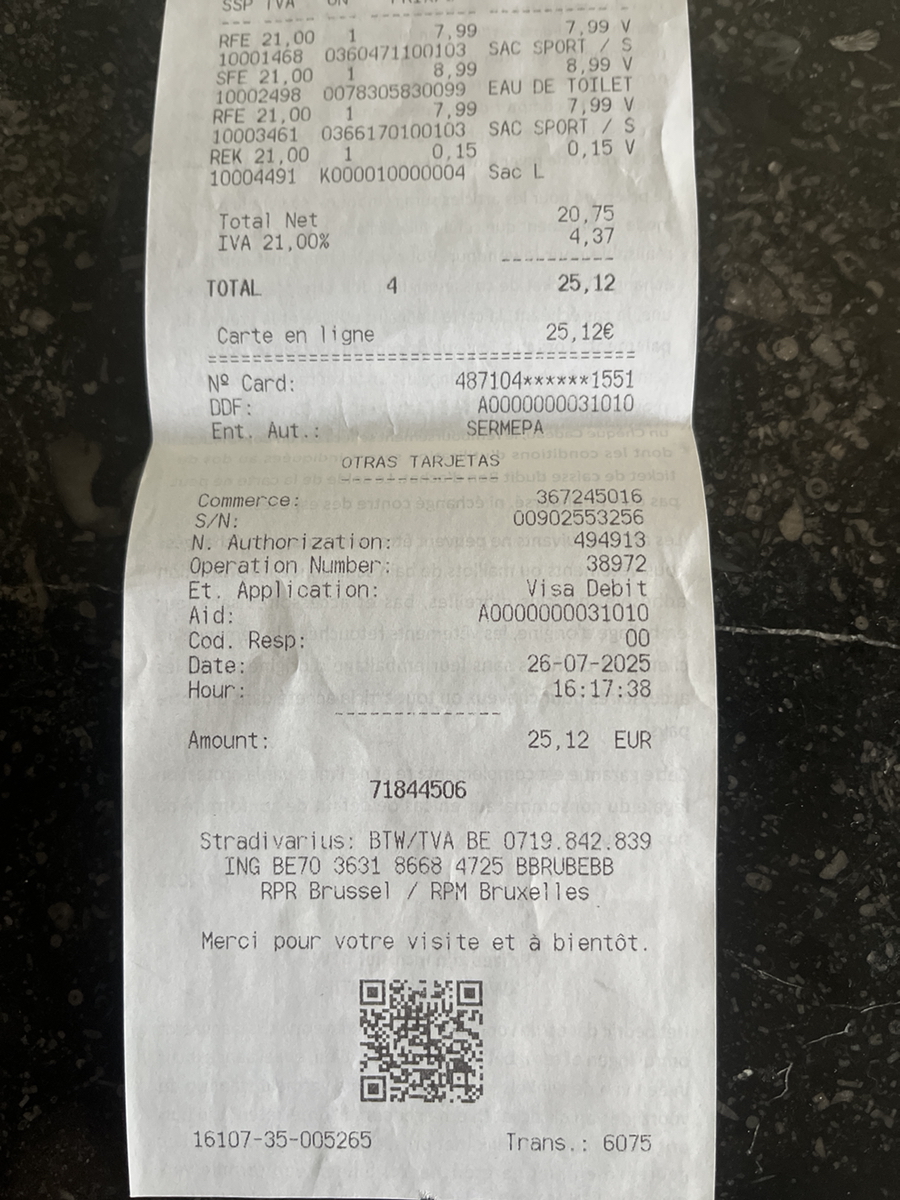 SSP TVA UN
RFE 21,00 1 7,99 7,99 V
10001468 0360471100103 SAC SPORT / S
SFE 21,00 1 8,99 8,99 V
10002498 0078305830099 EAU DE TOILET
RFE 21,00 1 7,99 7,99 V
10003461 0366170100103 SAC SPORT / S
REK 21,00 1 0,15 0,15 V
10004491 K000010000004 Sac L
Total Net 20,75
IVA 21,00% 4,37
TOTAL 4 25,12
Carte en ligne 25,12€
Nº Card: 487104******1551
DDF: A0000000031010
Ent. Aut.: SERMEPA
OTRAS TARJETAS
Commerce: 367245016
S/N: 00902553256
N. Authorization: 494913
Operation Number: 38972
Et. Application: Visa Debit
Aid: A0000000031010
Cod. Resp: 00
Date: 26-07-2025
Hour: 16:17:38
Amount: 25,12 EUR
71844506
Stradivarius: BTW/TVA BE 0719.842.839
ING BE70 3631 8668 4725 BBRUBEBB
RPR Brussel / RPM Bruxelles
Merci pour votre visite et à bientôt.
16107-35-005265 Trans.: 6075